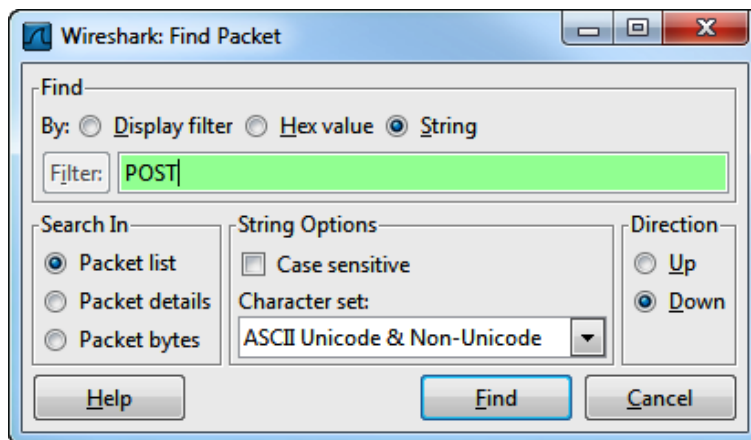 Wireshark: Find Packet
Find
By: Display filter Hex value String
Filter: POST
Search In
Packet list
Packet details
Packet bytes
String Options
Case sensitive
Character set:
ASCII Unicode & Non-Unicode
Direction
Up
Down
Help Find Cancel